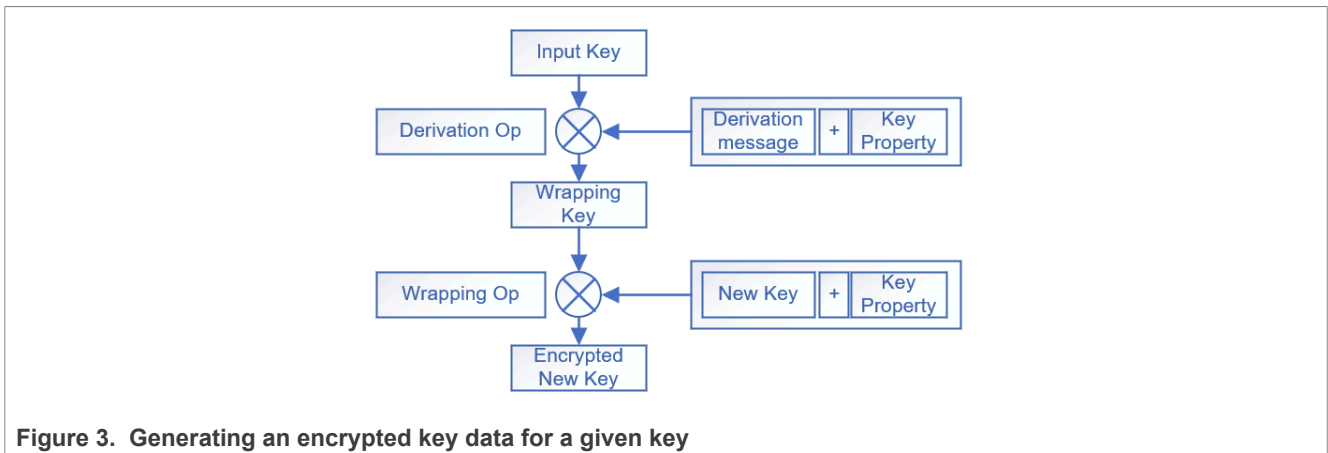 Input Key
Derivation Op
Derivation
message
+
Key
Property
Wrapping
Key
Wrapping Op
New Key
+
Key
Property
Encrypted
New Key
Figure 3. Generating an encrypted key data for a given key